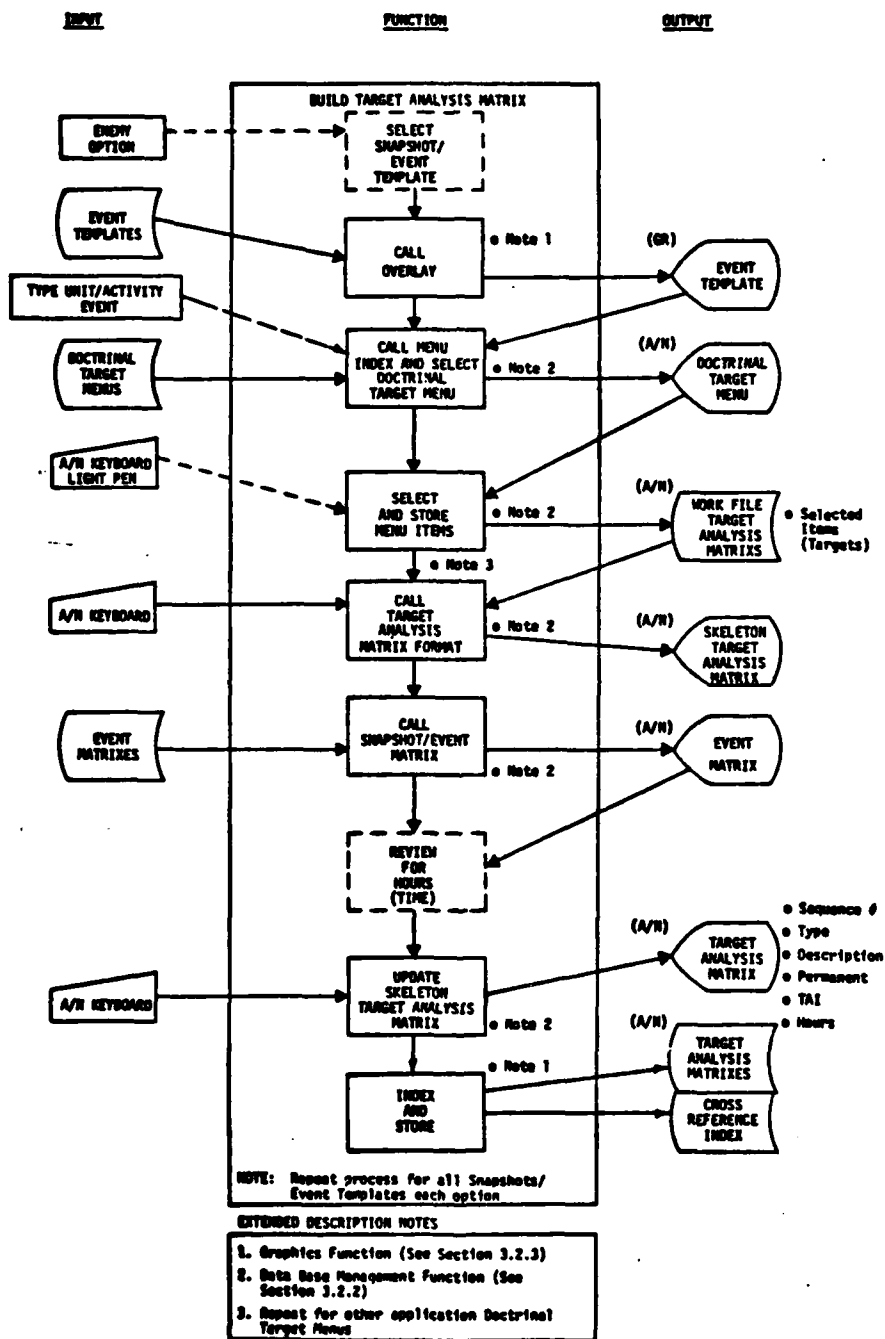 INPUT
FUNCTION
OUTPUT
BUILD TARGET ANALYSIS MATRIX
ENEMY
OPTION
SELECT
SNAPSHOT/
EVENT
TEMPLATE
EVENT
TEMPLATES
CALL
OVERLAY
● Note 1
(GR)
EVENT
TEMPLATE
TYPE UNIT/ACTIVITY
EVENT
CALL MENU
INDEX AND SELECT
DOCTRINAL
TARGET MENU
● Note 2
(A/N)
DOCTRINAL
TARGET
MENU
DOCTRINAL
TARGET
MENUS
A/N KEYBOARD
LIGHT PEN
SELECT
AND STORE
MENU ITEMS
● Note 2
(A/N)
WORK FILE
TARGET
ANALYSIS
MATRIXS
● Selected
Items
(Targets)
● Note 3
A/N KEYBOARD
CALL
TARGET
ANALYSIS
MATRIX FORMAT
● Note 2
(A/N)
SKELETON
TARGET
ANALYSIS
MATRIX
EVENT
MATRIXES
CALL
SNAPSHOT/EVENT
MATRIX
● Note 2
(A/N)
EVENT
MATRIX
REVIEW
FOR
HOURS
(TIME)
A/N KEYBOARD
UPDATE
SKELETON
TARGET ANALYSIS
MATRIX
● Note 2
(A/N)
TARGET
ANALYSIS
MATRIX
● Sequence #
● Type
● Description
● Permanent
● TAI
● Hours
INDEX
AND
STORE
● Note 1
(A/N)
TARGET
ANALYSIS
MATRIXES
CROSS
REFERENCE
INDEX
NOTE: Repeat process for all Snapshots/
Event Templates each option
EXTENDED DESCRIPTION NOTES
1. Graphics Function (See Section 3.2.3)
2. Data Base Management Function (See
Section 3.2.2)
3. Repeat for other application Doctrinal
Target Menus